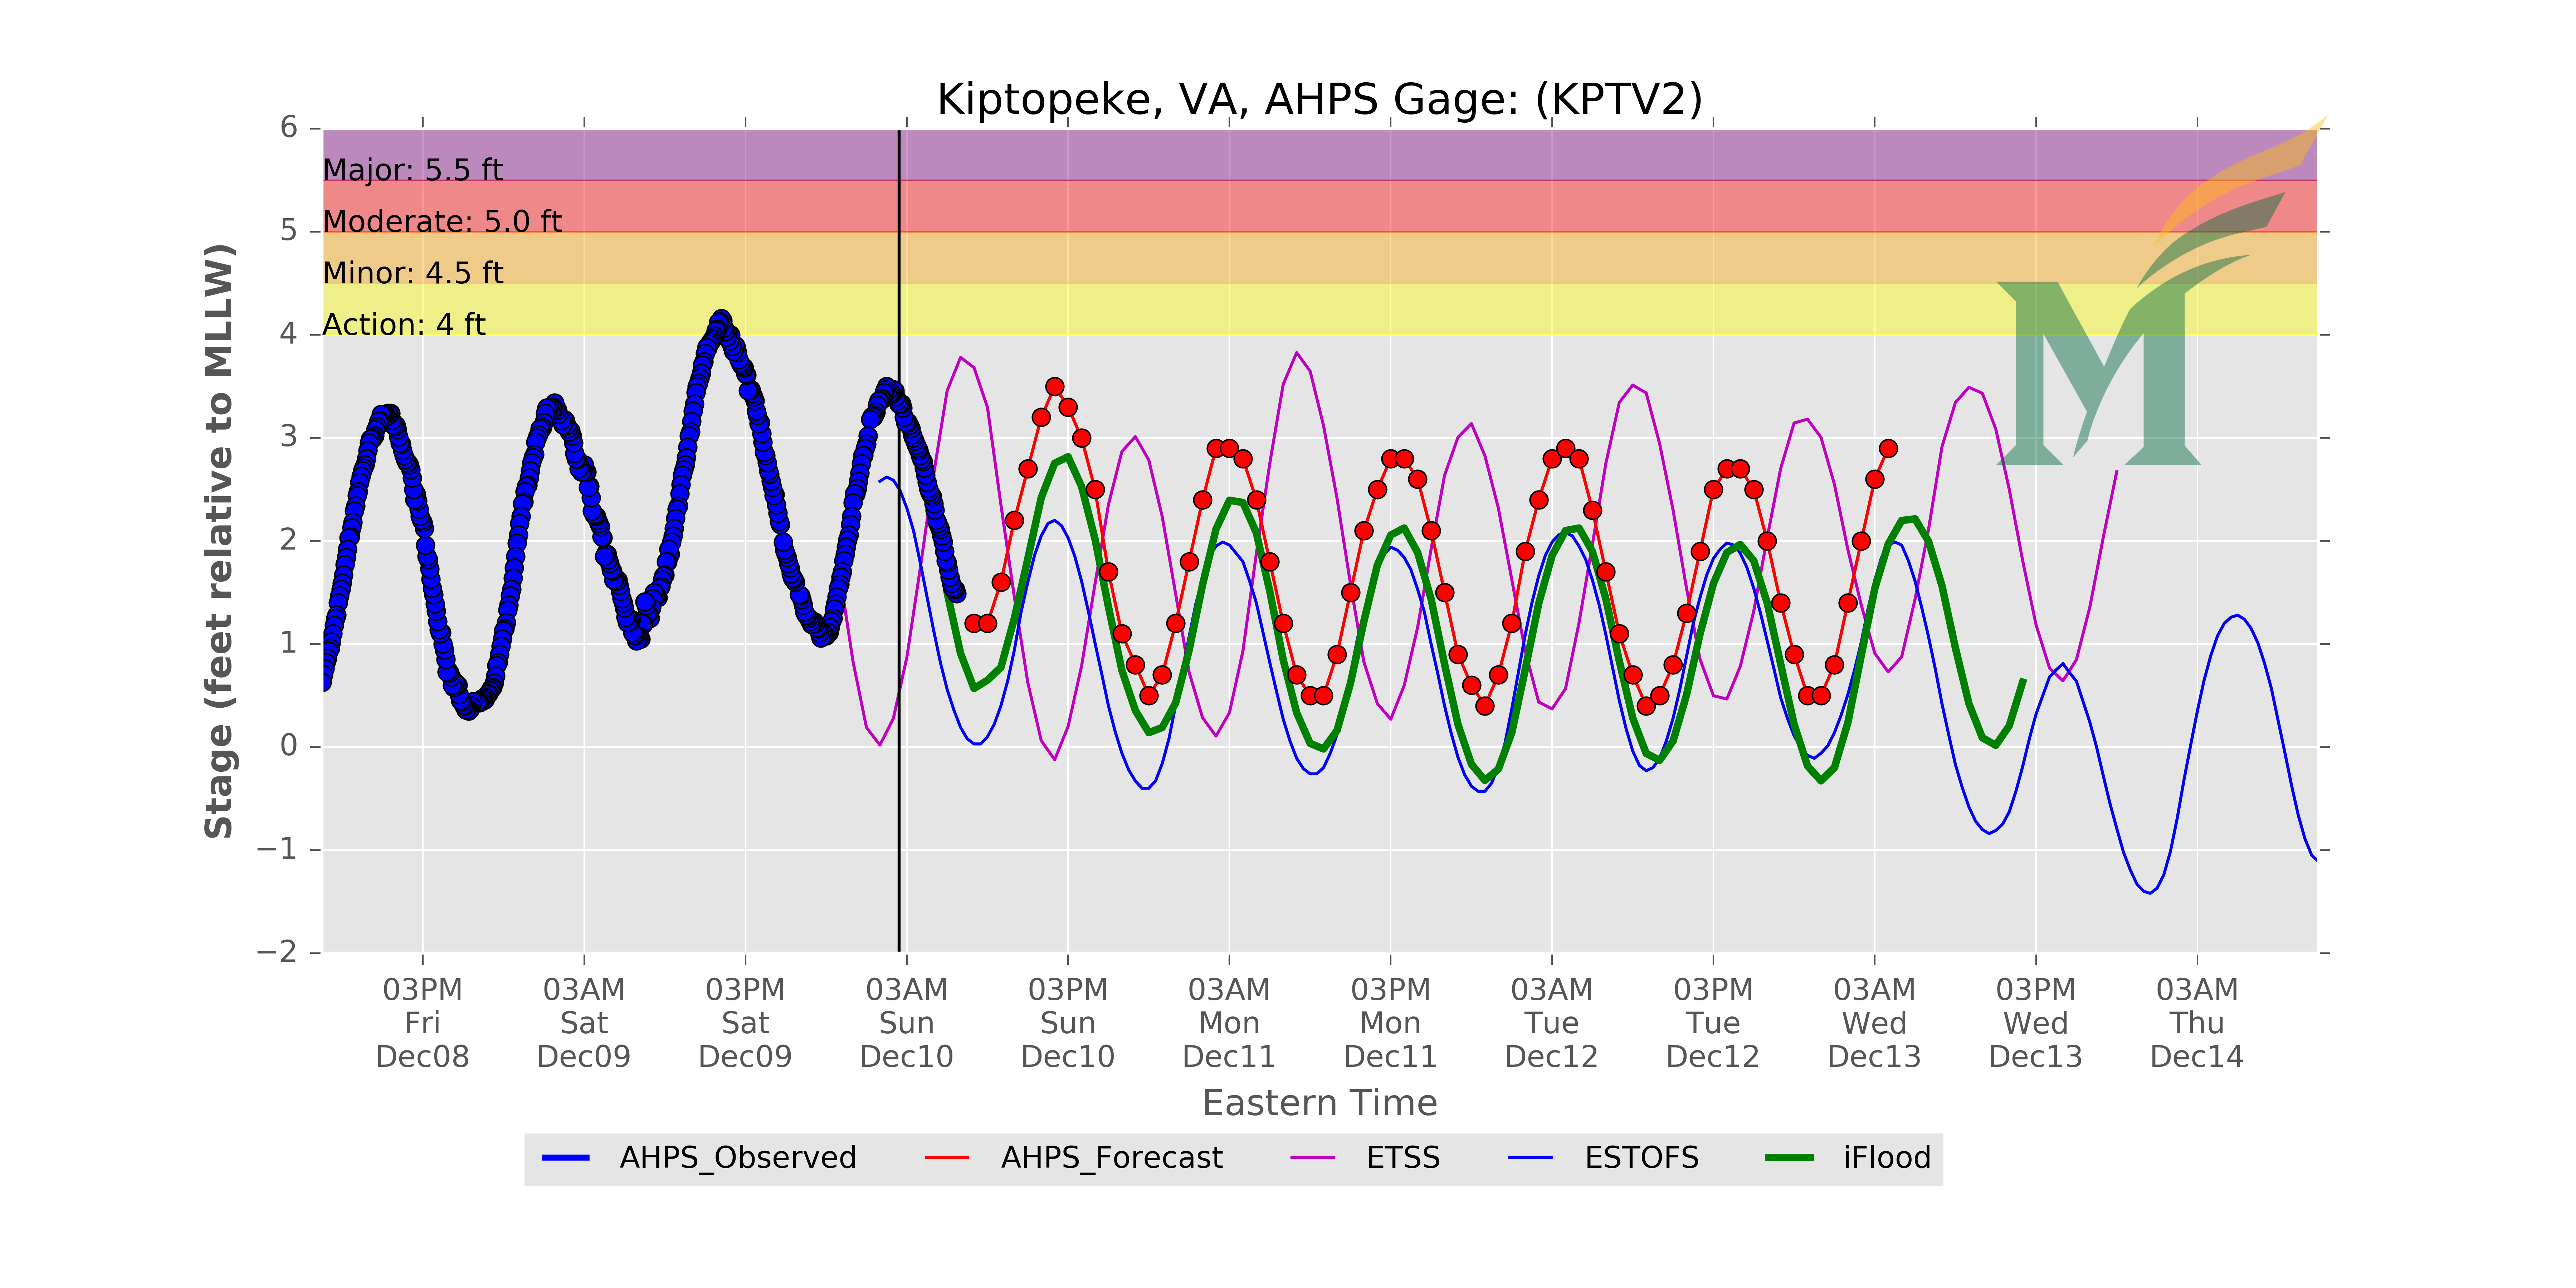 Kiptopeke, VA, AHPS Gage: (KPTV2)
6
5
4
3
2
1
0
−1
−2
Stage (feet relative to MLLW)
Major: 5.5 ft
Moderate: 5.0 ft
Minor: 4.5 ft
Action: 4 ft
M
03PM 03AM 03PM 03AM 03PM 03AM 03PM 03AM 03PM 03AM 03PM 03AM
Fri Sat Sat Sun Sun Mon Mon Tue Tue Wed Wed Thu
Dec08 Dec09 Dec09 Dec10 Dec10 Dec11 Dec11 Dec12 Dec12 Dec13 Dec13 Dec14
Eastern Time
AHPS_Observed AHPS_Forecast ETSS ESTOFS iFlood